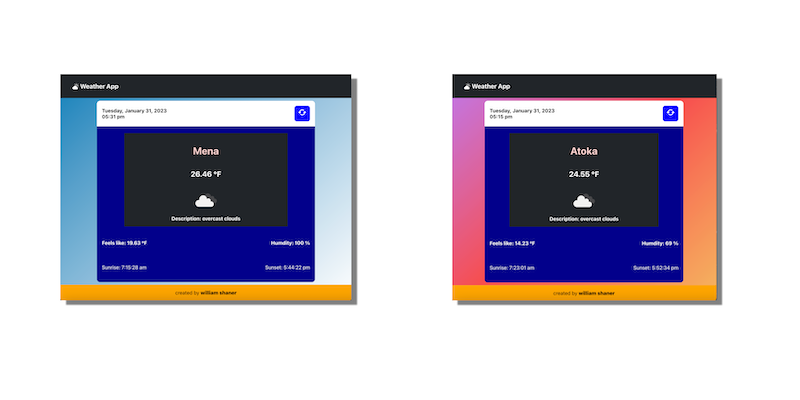 Weather App
Tuesday, January 31, 2023
05:31 pm
Mena
26.46 °F
Description: overcast clouds
Feels like: 19.63 °F
Humdity: 100 %
Sunrise: 7:15:28 am
Sunset: 5:44:22 pm
created by william shaner
Weather App
Tuesday, January 31, 2023
05:15 pm
Atoka
24.55 °F
Description: overcast clouds
Feels like: 14.23 °F
Humdity: 69 %
Sunrise: 7:23:01 am
Sunset: 5:52:34 pm
created by william shaner